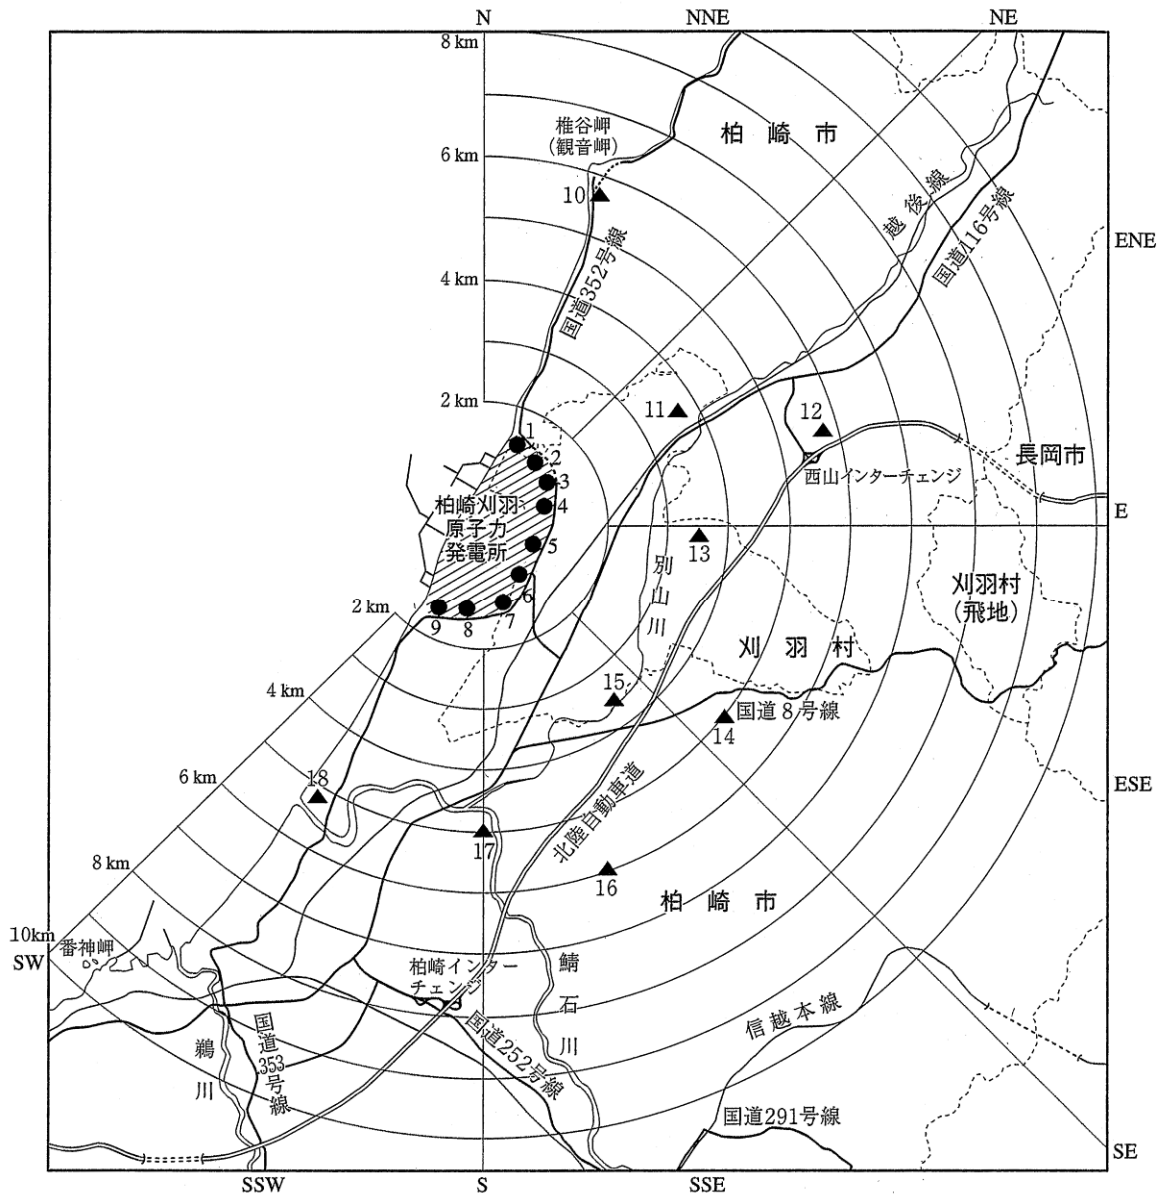 N
NNE
NE
8 km
椎谷岬
(観音岬)
柏崎市
6 km
10
越後線
国道116号線
ENE
国道352号線
4 km
2 km
11
12
1
2
3
4
5
6
7
8
9
長岡市
西山インターチェンジ
柏崎刈羽
原子力
発電所
E
13
別山川
刈羽村
(飛地)
2 km
刈羽村
15
4 km
国道8号線
14
6 km
18
ESE
北陸自動車道
17
8 km
16
柏崎市
10km
SW
番神岬
柏崎インター
チェンジ
鯖石川
国道353号線
国道252号線
信越本線
鵜川
国道291号線
SE
SSW
S
SSE